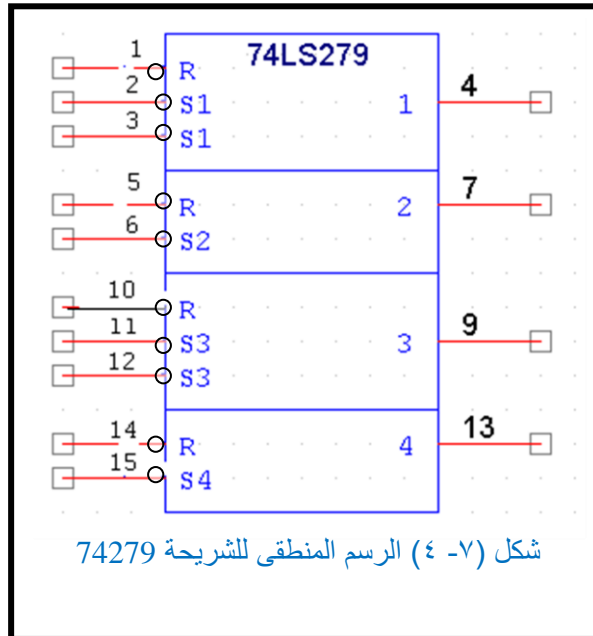 74LS279
1 R
2 S1 1 4
3 S1
5 R 2 7
6 S2
10 R
11 S3 3 9
12 S3
14 R 4 13
15 S4
شكل (٧- ٤) الرسم المنطقى للشريحة 74279